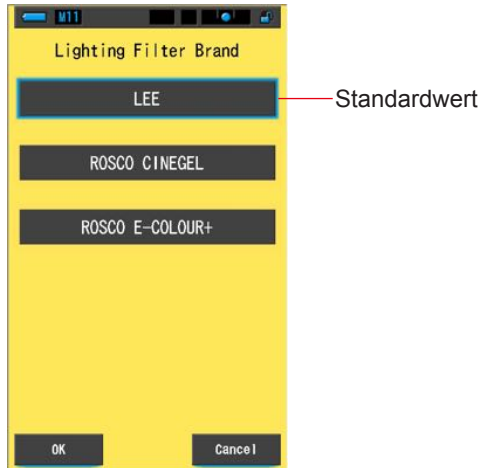 M11
Lighting Filter Brand
LEE
Standardwert
ROSCO CINEGEL
ROSCO E-COLOUR+
OK
Cancel